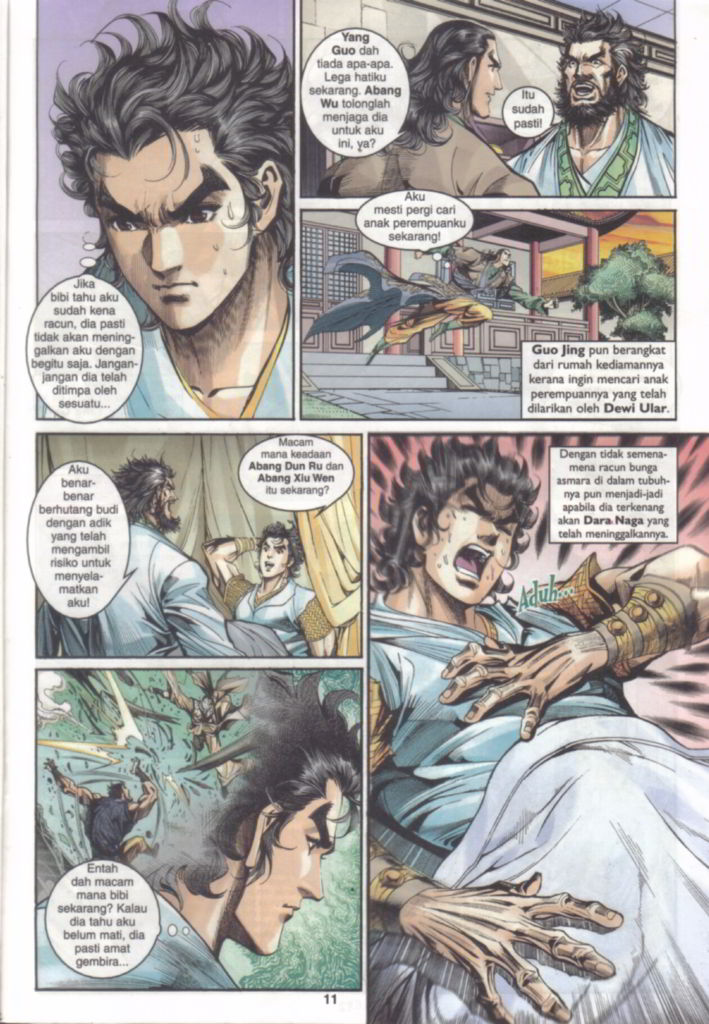 Jika
bibi tahu aku
sudah kena
racun, dia pasti
tidak akan mening-
galkan aku dengan
begitu saja. Jangan-
jangan dia telah
ditimpa oleh
sesuatu...
Yang
Guo dah
tiada apa-apa.
Lega hatiku
sekarang. Abang
Wu tolonglah
menjaga dia
untuk aku
ini, ya?
Itu
sudah
pasti!
Aku
mesti pergi cari
anak perempuanku
sekarang!
Guo Jing pun berangkat
dari rumah kediamannya
kerana ingin mencari anak
perempuannya yang telah
dilarikan oleh Dewi Ular.
Aku
benar-
benar
berhutang budi
dengan adik
yang telah
mengambil
risiko untuk
menyela-
matkan
aku!
Macam
mana keadaan
Abang Dun Ru dan
Abang Xiu Wen
itu sekarang?
Dengan tidak semena-
mena racun bunga
asmara di dalam tubuh-
nya pun menjadi-jadi
apabila dia terkenang
akan Dara Naga yang
telah meninggalkannya.
Aduh...
Entah
dah macam
mana bibi
sekarang? Kalau
dia tahu aku
belum mati, dia
pasti amat
gembira...
11